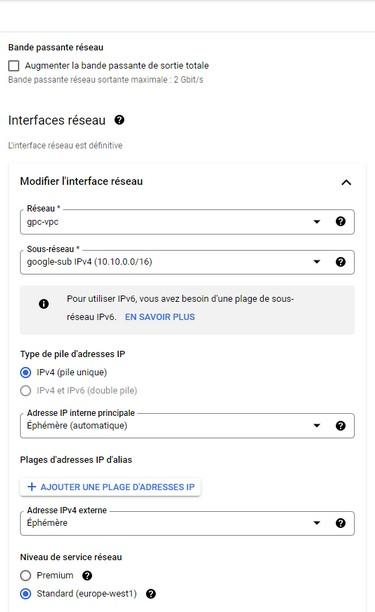 Bande passante réseau
Augmenter la bande passante de sortie totale
Bande passante réseau sortante maximale : 2 Gbit/s
Interfaces réseau
L'interface réseau est définitive
Modifier l'interface réseau
Réseau *
gpc-vpc
Sous-réseau *
google-sub IPv4 (10.10.0.0/16)
Pour utiliser IPv6, vous avez besoin d'une plage de sous-
réseau IPv6. EN SAVOIR PLUS
Type de pile d'adresses IP
IPv4 (pile unique)
IPv4 et IPv6 (double pile)
Adresse IP interne principale
Éphémère (automatique)
Plages d'adresses IP d'alias
+ AJOUTER UNE PLAGE D'ADRESSES IP
Adresse IPv4 externe
Éphémère
Niveau de service réseau
Premium
Standard (europe-west1)